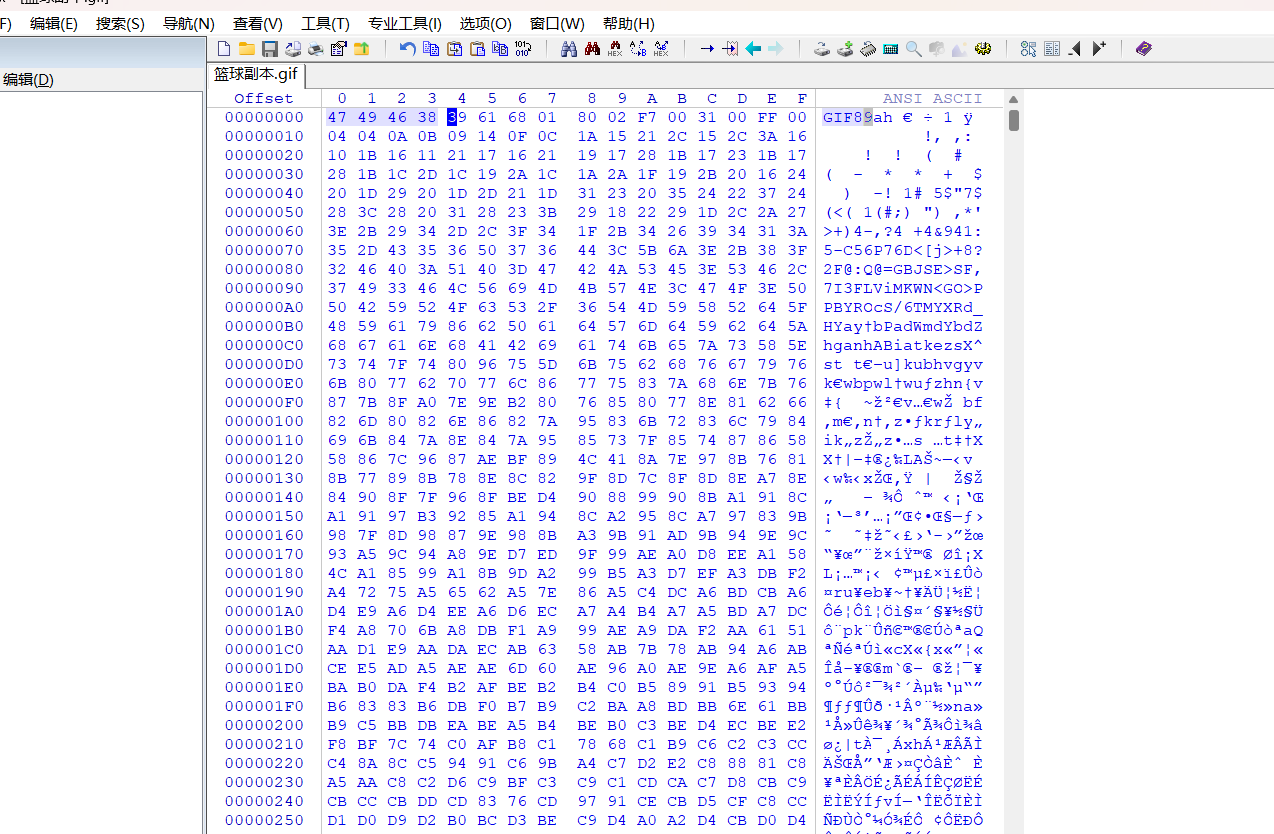 编辑(E) 搜索(S) 导航(N) 查看(V) 工具(T) 专业工具(I) 选项(O) 窗口(W) 帮助(H)
编辑(D)
篮球副本.gif
Offset 0 1 2 3 4 5 6 7 8 9 A B C D E F ANSI ASCII
00000000 47 49 46 38 39 61 68 01 80 02 F7 00 31 00 FF 00 GIF89ah € ÷ 1 ÿ
00000010 04 04 0A 0B 09 14 0F 0C 1A 15 21 2C 15 2C 3A 16 !, ,:
00000020 10 1B 16 11 21 17 16 21 19 17 28 1B 17 23 1B 17 ! ! ( #
00000030 28 1B 1C 2D 1C 19 2A 1C 1A 2A 1F 19 2B 20 16 24 ( - * * + $
00000040 20 1D 29 20 1D 2D 21 1D 31 23 20 35 24 22 37 24 ) -! 1# 5$"7$
00000050 28 3C 28 20 31 28 23 3B 29 18 22 29 1D 2C 2A 27 (<( 1(#;) ") ,*'
00000060 3E 2B 29 34 2D 2C 3F 34 1F 2B 34 26 39 34 31 3A >+)4-,?4 +4&941:
00000070 35 2D 43 35 36 50 37 36 44 3C 5B 6A 3E 2B 38 3F 5-C56P76D<[j>+8?
00000080 32 46 40 3A 51 40 3D 47 42 4A 53 45 3E 53 46 2C 2F@:Q@=GBJSE>SF,
00000090 37 49 33 46 4C 56 69 4D 4B 57 4E 3C 47 4F 3E 50 7I3FLViMKWN<GO>P
000000A0 50 42 59 52 4F 63 53 2F 36 54 4D 59 58 52 64 5F PBYROcS/6TMYXRd_
000000B0 48 59 61 79 86 62 50 61 64 57 6D 64 59 62 64 5A HYay†bPadWmdYbdZ
000000C0 68 67 61 6E 68 41 42 69 61 74 6B 65 7A 73 58 5E hganhABiatkezsX^
000000D0 73 74 7F 74 80 96 75 5D 6B 75 62 68 76 67 79 76 st t€–u]kubhvgyv
000000E0 6B 80 77 62 70 77 6C 86 77 75 83 7A 68 6E 7B 76 k€wbpwl†wuƒzhn{v
000000F0 87 7B 8F A0 7E 9E B2 80 76 85 80 77 8E 81 62 66 ‡{ ~ž²€v…€wŽ bf
00000100 82 6D 80 82 6E 86 82 7A 95 83 6B 72 83 6C 79 84 ‚m€‚n†‚z•ƒkrƒly„
00000110 69 6B 84 7A 8E 84 7A 95 85 73 7F 85 74 87 86 58 ik„zŽ„z•…s …t‡†X
00000120 58 86 7C 96 87 AE BF 89 4C 41 8A 7E 97 8B 76 81 X†|–‡®¿‰LAŠ~—‹v
00000130 8B 77 89 8B 78 8E 8C 82 9F 8D 7C 8F 8D 8E A7 8E ‹w‰‹xŽŒ‚Ÿ | Ž§Ž
00000140 84 90 8F 7F 96 8F BE D4 90 88 99 90 8B A1 91 8C „ – ¾Ô ˆ™ ‹¡‘Œ
00000150 A1 91 97 B3 92 85 A1 94 8C A2 95 8C A7 97 83 9B ¡‘—³’…¡”Œ¢•Œ§—ƒ›
00000160 98 7F 8D 98 87 9E 98 8B A3 9B 91 AD 9B 94 9E 9C ˜ ˜‡ž˜‹£›‘-›”žœ
00000170 93 A5 9C 94 A8 9E D7 ED 9F 99 AE A0 D8 EE A1 58 “¥œ”¨ž×íŸ™® Øî¡X
00000180 4C A1 85 99 A1 8B 9D A2 99 B5 A3 D7 EF A3 DB F2 L¡…™¡‹ ¢™µ£×ï£Ûò
00000190 A4 72 75 A5 65 62 A5 7E 86 A5 C4 DC A6 BD CB A6 ¤ru¥eb¥~†¥ÄÜ¦½Ë¦
000001A0 D4 E9 A6 D4 EE A6 D6 EC A7 A4 B4 A7 A5 BD A7 DC Ôé¦Ôî¦Öì§¤´§¥½§Ü
000001B0 F4 A8 70 6B A8 DB F1 A9 99 AE A9 DA F2 AA 61 51 ô¨pk¨Ûñ©™®©ÚòªaQ
000001C0 AA D1 E9 AA DA EC AB 63 58 AB 7B 78 AB 94 A6 AB ªÑéªÚì«cX«{x«”¦«
000001D0 CE E5 AD A5 AE AE 6D 60 AE 96 A0 AE 9E A6 AF A5 Îå-¥®®m`®– ®ž¦¯¥
000001E0 BA B0 DA F4 B2 AF BE B2 B4 C0 B5 89 91 B5 93 94 º°Úô²¯¾²´Àµ‰‘µ“”
000001F0 B6 83 83 B6 DB F0 B7 B9 C2 BA A8 BD BB 6E 61 BB ¶ƒƒ¶Ûð·¹Âº¨½»na»
00000200 B9 C5 BB DB EA BE A5 B4 BE B0 C3 BE D4 EC BE E2 ¹Å»Ûê¾¥´¾°Ã¾Ôì¾â
00000210 F8 BF 7C 74 C0 AF B8 C1 78 68 C1 B9 C6 C2 C3 CC ø¿|tÀ¯¸ÁxhÁ¹ÆÂÃÌ
00000220 C4 8A 8C C5 94 91 C6 9B A4 C7 D2 E2 C8 88 81 C8 ÄŠŒÅ”‘Æ›¤ÇÒâÈˆ È
00000230 A5 AA C8 C2 D6 C9 BF C3 C9 C1 CD CA C7 D8 CB C9 ¥ªÈÂÖÉ¿ÃÉÁÍÊÇØËÉ
00000240 CB CC CB DD CD 83 76 CD 97 91 CE CB D5 CF C8 CC ËÌËÝÍƒvÍ—‘ÎËÕÏÈÌ
00000250 D1 D0 D9 D2 B0 BC D3 BE C9 D4 A0 A2 D4 CB D0 D4 ÑÐÙÒ°¼Ó¾ÉÔ ¢ÔËÐÔ